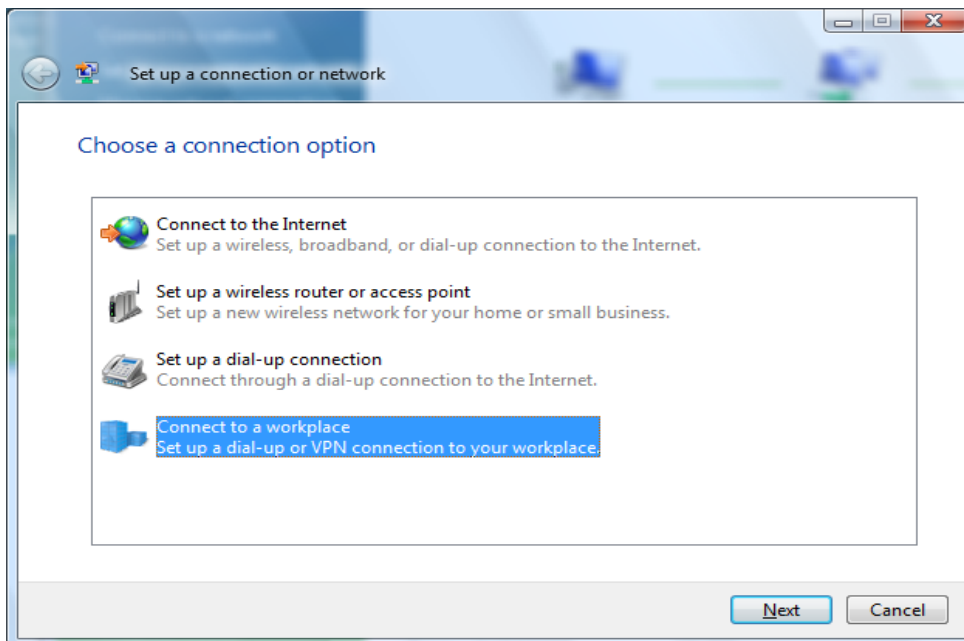 Set up a connection or network
Choose a connection option
Connect to the Internet
Set up a wireless, broadband, or dial-up connection to the Internet.
Set up a wireless router or access point
Set up a new wireless network for your home or small business.
Set up a dial-up connection
Connect through a dial-up connection to the Internet.
Connect to a workplace
Set up a dial-up or VPN connection to your workplace.
Next
Cancel